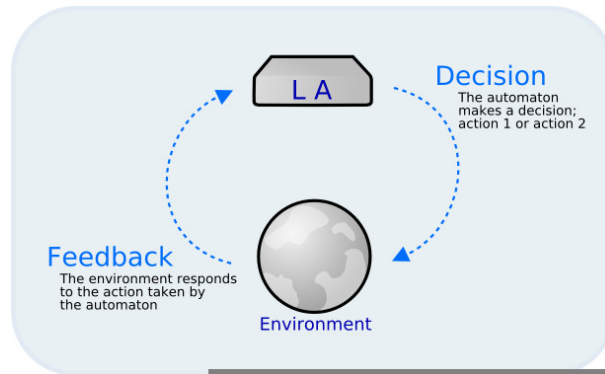 L A
Decision
The automaton
makes a decision;
action 1 or action 2
Feedback
The environment responds
to the action taken by
the automaton
Environment